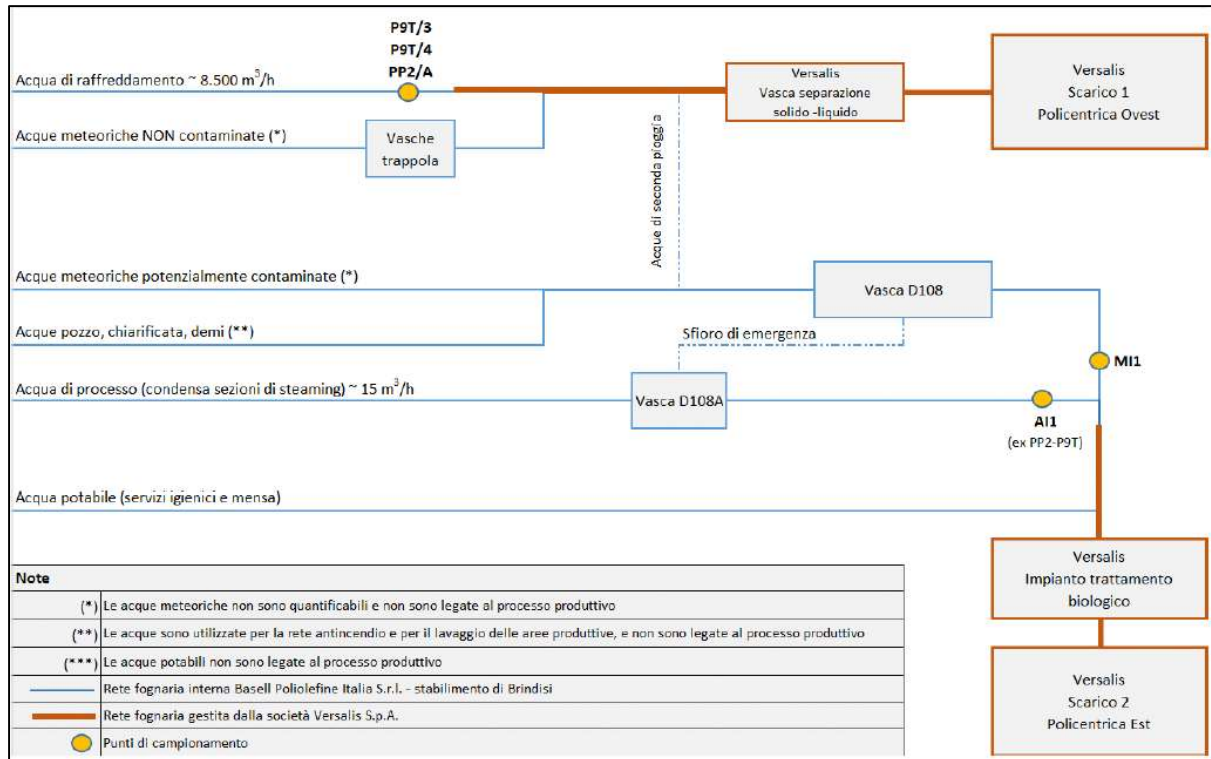 P9T/3
P9T/4
PP2/A
Acqua di raffreddamento ~ 8.500 m³/h
Versalis
Vasca separazione
solido -liquido
Versalis
Scarico 1
Policentrica Ovest
Acque meteoriche NON contaminate (*)
Vasche
trappola
Acque di seconda pioggia
Acque meteoriche potenzialmente contaminate (*)
Vasca D108
Acque pozzo, chiarificata, demi (**)
Sfioro di emergenza
MI1
Acqua di processo (condensa sezioni di steaming) ~ 15 m³/h
Vasca D108A
AI1
(ex PP2-P9T)
Acqua potabile (servizi igienici e mensa)
Versalis
Impianto trattamento
biologico
Versalis
Scarico 2
Policentrica Est
Note
(*) Le acque meteoriche non sono quantificabili e non sono legate al processo produttivo
(**) Le acque sono utilizzate per la rete antincendio e per il lavaggio delle aree produttive, e non sono legate al processo produttivo
(***) Le acque potabili non sono legate al processo produttivo
Rete fognaria interna Basell Poliolefine Italia S.r.l. - stabilimento di Brindisi
Rete fognaria gestita dalla società Versalis S.p.A.
Punti di campionamento